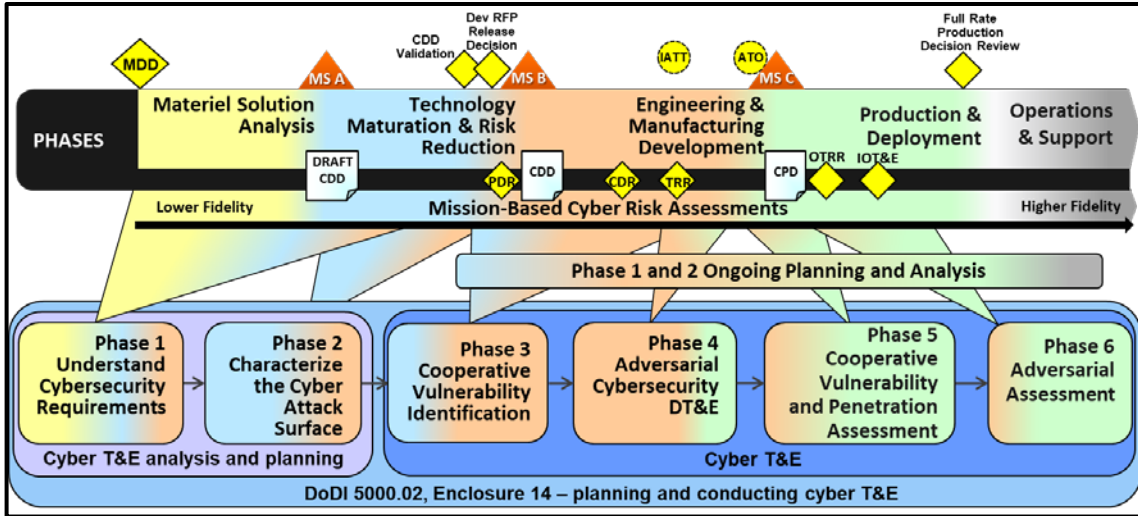 Dev RFP
Release
Decision
CDD
Validation
Full Rate
Production
Decision Review
MDD
MS A
MS B
IATT
ATO
MS C
PHASES
Materiel Solution
Analysis
Technology
Maturation & Risk
Reduction
Engineering &
Manufacturing
Development
Production &
Deployment
Operations
& Support
DRAFT
CDD
PDR
CDD
CDR
TRR
CPD
OTRR
IOT&E
Lower Fidelity
Mission-Based Cyber Risk Assessments
Higher Fidelity
Phase 1 and 2 Ongoing Planning and Analysis
Phase 1
Understand
Cybersecurity
Requirements
Phase 2
Characterize
the Cyber
Attack
Surface
Phase 3
Cooperative
Vulnerability
Identification
Phase 4
Adversarial
Cybersecurity
DT&E
Phase 5
Cooperative
Vulnerability
and Penetration
Assessment
Phase 6
Adversarial
Assessment
Cyber T&E analysis and planning
Cyber T&E
DoDI 5000.02, Enclosure 14 – planning and conducting cyber T&E